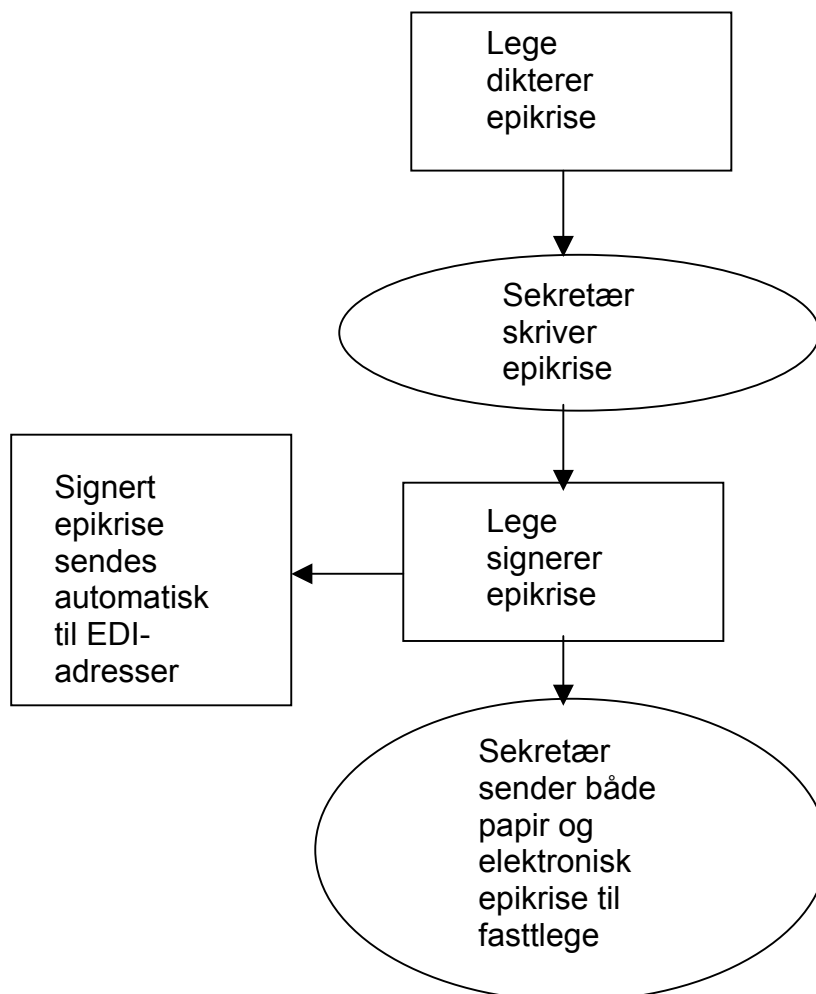 Lege
dikterer
epikrise
Sekretær
skriver
epikrise
Lege
signerer
epikrise
Signert
epikrise
sendes
automatisk
til EDI-
adresser
Sekretær
sender både
papir og
elektronisk
epikrise til
fasttlege